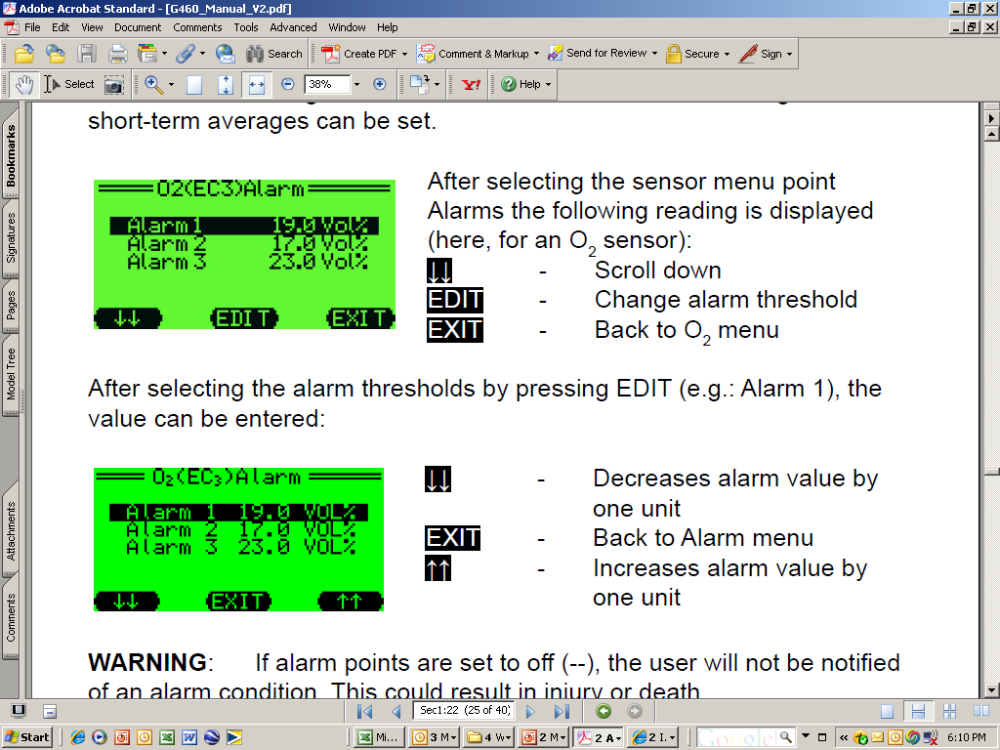 Adobe Acrobat Standard - [G460_Manual_V2.pdf]
File Edit View Document Comments Tools Advanced Window Help
Search Create PDF Comment & Markup Send for Review Secure Sign
Select 38% Y! Help
Bookmarks
Signatures
Pages
Model Tree
Attachments
Comments
short-term averages can be set.
O2(EC3)Alarm
Alarm 1 19.0 Vol%
Alarm 2 17.0 Vol%
Alarm 3 23.0 Vol%
↓↓ EDIT EXIT
After selecting the sensor menu point
Alarms the following reading is displayed
(here, for an O2 sensor):
↓↓ - Scroll down
EDIT - Change alarm threshold
EXIT - Back to O2 menu
After selecting the alarm thresholds by pressing EDIT (e.g.: Alarm 1), the
value can be entered:
O2(EC3)Alarm
Alarm 1 19.0 VOL%
Alarm 2 17.0 VOL%
Alarm 3 23.0 VOL%
↓↓ EXIT ↑↑
↓↓ - Decreases alarm value by
one unit
EXIT - Back to Alarm menu
↑↑ - Increases alarm value by
one unit
WARNING: If alarm points are set to off (--), the user will not be notified
of an alarm condition. This could result in injury or death
Sec1:22 (25 of 40)
Start Mi... 3 M 4 W 2 M 2 A 2 I. Google 6:10 PM